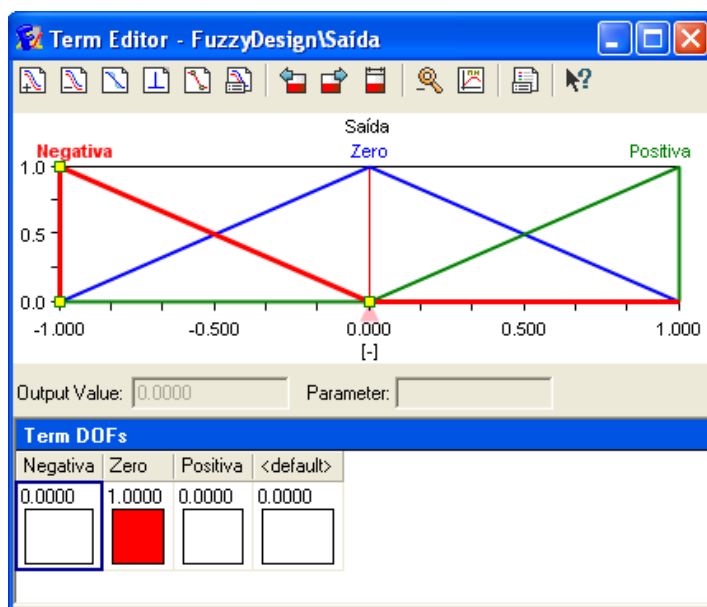 Term Editor - FuzzyDesign\Saída
Saída
Negativa Zero Positiva
1.0
0.5
0.0
-1.000 -0.500 0.000 0.500 1.000
[-]
Output Value: 0.0000 Parameter:
Term DOFs
Negativa Zero Positiva <default>
0.0000 1.0000 0.0000 0.0000